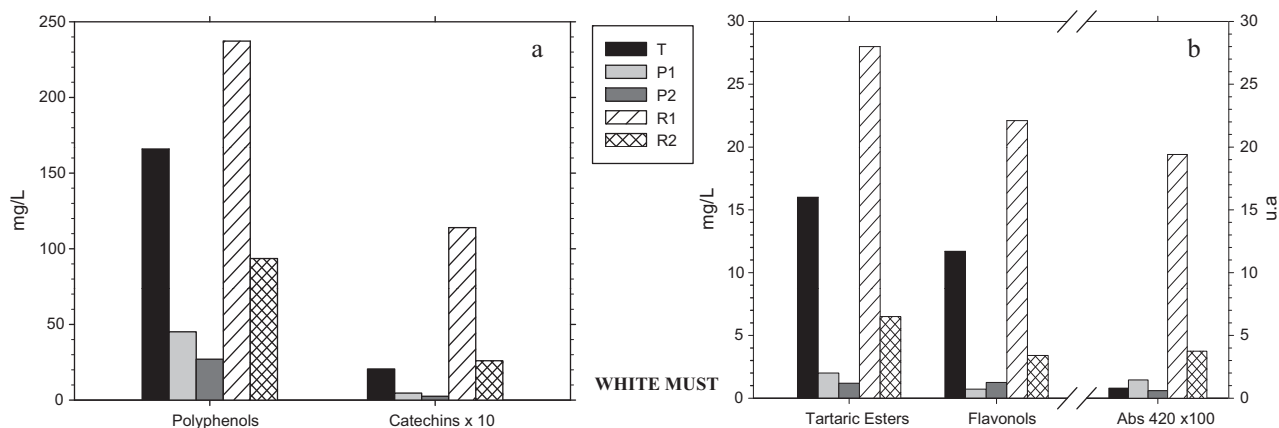 250
200
150
100
50
0
mg/L
a
Polyphenols Catechins x 10
T
P1
P2
R1
R2
WHITE MUST
30
25
20
15
10
5
0
mg/L
b
Tartaric Esters Flavonols Abs 420 x100
30
25
20
15
10
5
0
u.a